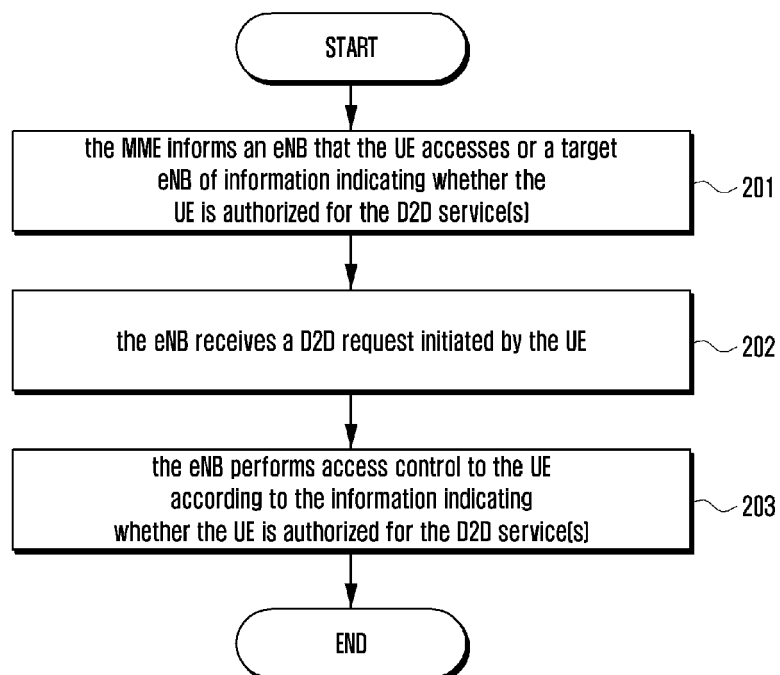 START
the MME informs an eNB that the UE accesses or a target
eNB of information indicating whether the
UE is authorized for the D2D service(s)
201
the eNB receives a D2D request initiated by the UE
202
the eNB performs access control to the UE
according to the information indicating
whether the UE is authorized for the D2D service(s)
203
END